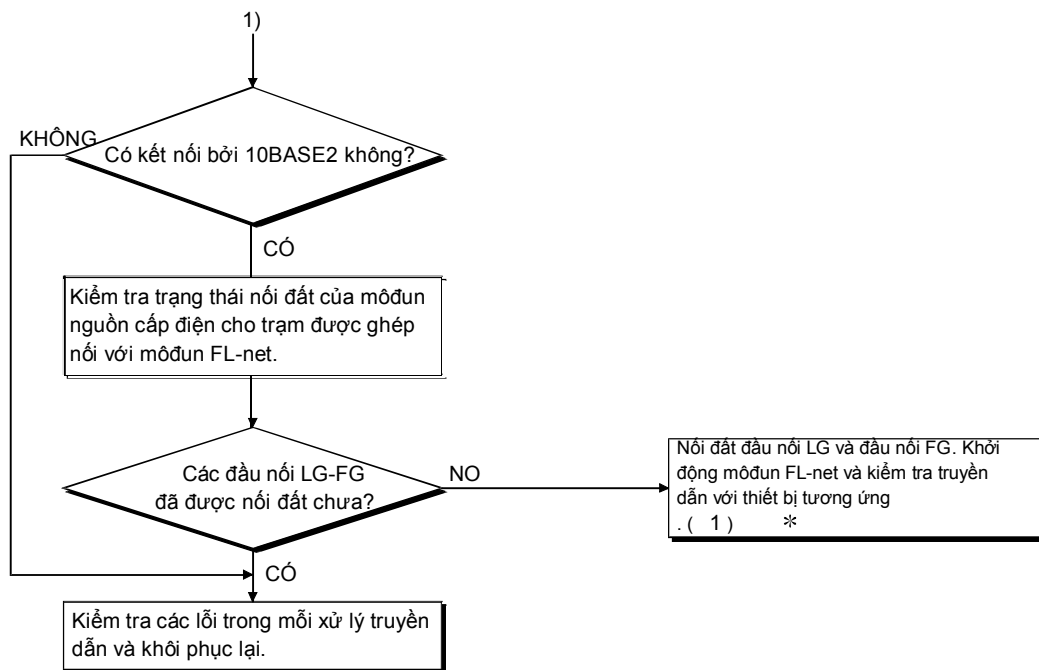 1)
KHÔNG
Có kết nối bởi 10BASE2 không?
CÓ
Kiểm tra trạng thái nối đất của môđun
nguồn cấp điện cho trạm được ghép
nối với môđun FL-net.
Các đầu nối LG-FG
đã được nối đất chưa?
NO
Nối đất đầu nối LG và đầu nối FG. Khởi
động môđun FL-net và kiểm tra truyền
dẫn với thiết bị tương ứng
. ( 1 ) *
CÓ
Kiểm tra các lỗi trong mỗi xử lý truyền
dẫn và khôi phục lại.